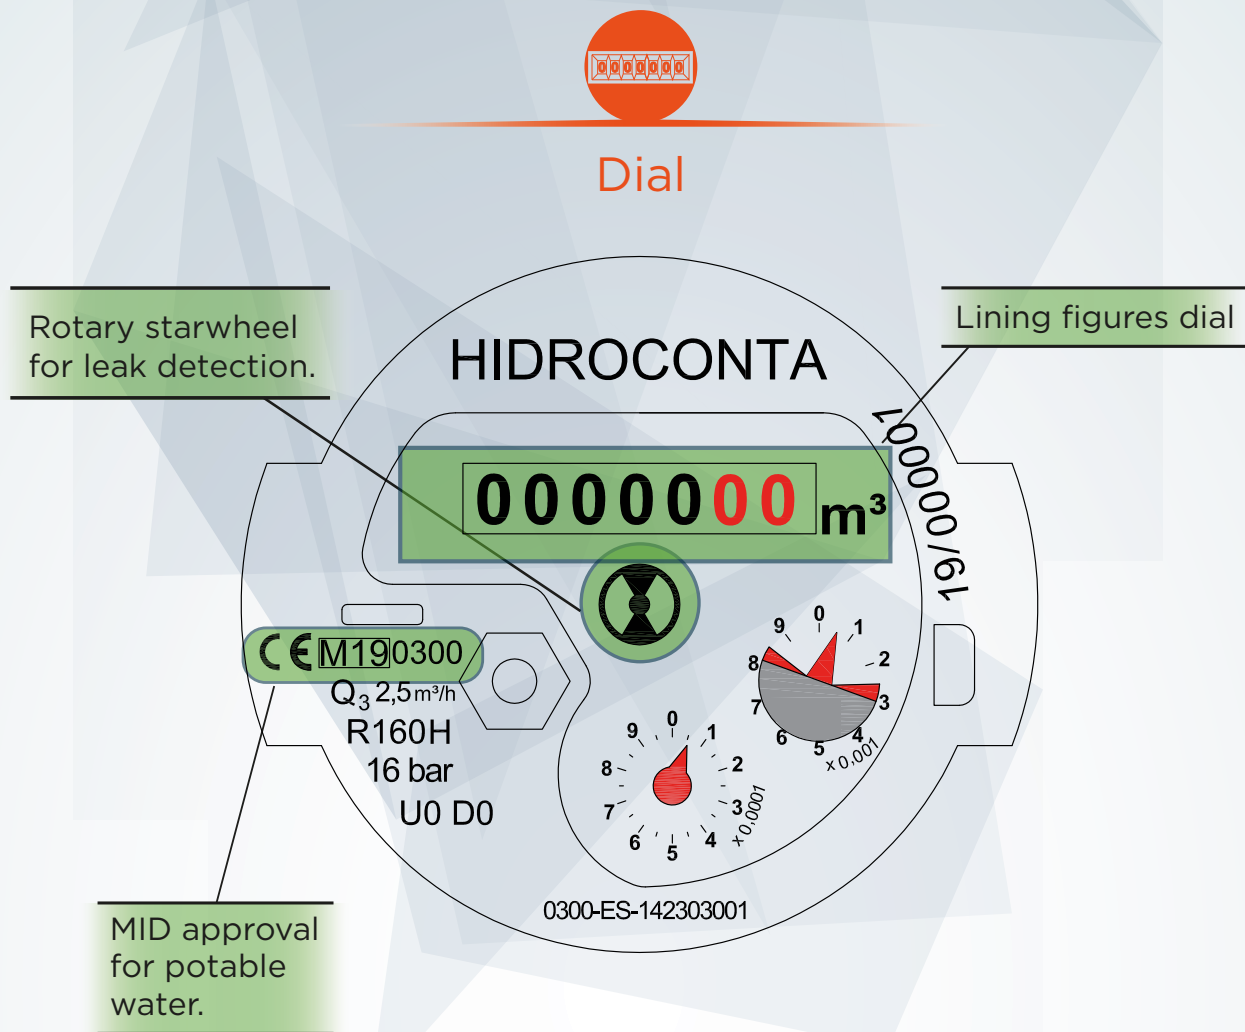 0000000
Dial
Rotary starwheel
for leak detection.
Lining figures dial
HIDROCONTA
0000000 m³
19/000001
CE M19 0300
Q3 2,5 m³/h
R160H
16 bar
U0 D0
0 1 2 3 4 5 6 7 8 9
x 0,001
0 1 2 3 4 5 6 7 8 9
x 0,0001
0300-ES-142303001
MID approval
for potable
water.